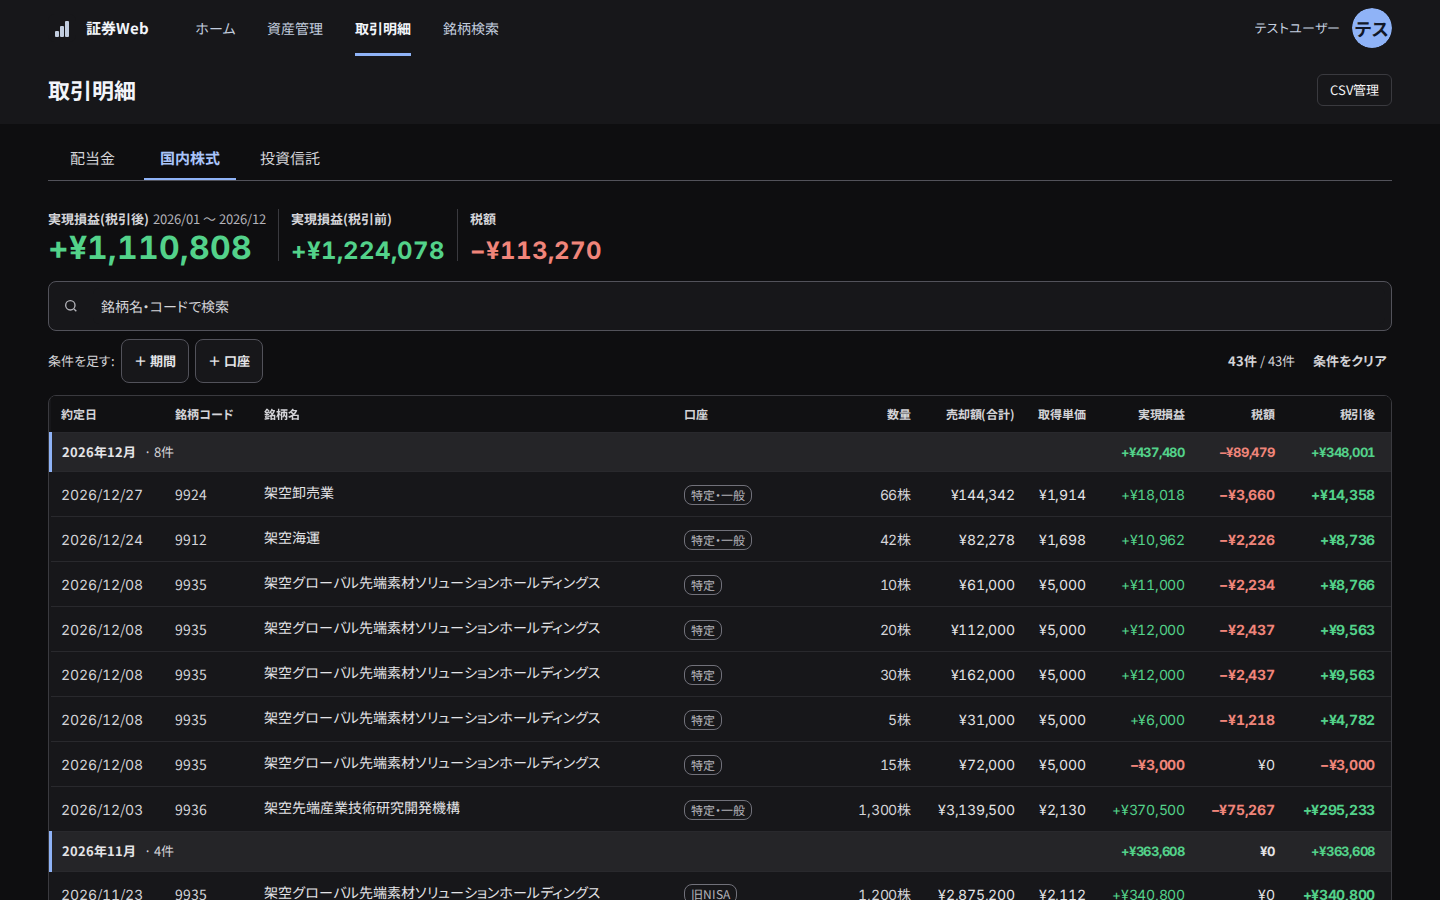 証券Web ホーム 資産管理 取引明細 銘柄検索 テストユーザー テス
取引明細 CSV管理
配当金 国内株式 投資信託
実現損益(税引後) 2026/01 〜 2026/12 実現損益(税引前) 税額
+¥1,110,808 +¥1,224,078 −¥113,270
銘柄名・コードで検索
条件を足す: + 期間 + 口座 43件 / 43件 条件をクリア
約定日 銘柄コード 銘柄名 口座 数量 売却額(合計) 取得単価 実現損益 税額 税引後
2026年12月 · 8件 +¥437,480 −¥89,479 +¥348,001
2026/12/27 9924 架空卸売業 特定・一般 66株 ¥144,342 ¥1,914 +¥18,018 −¥3,660 +¥14,358
2026/12/24 9912 架空海運 特定・一般 42株 ¥82,278 ¥1,698 +¥10,962 −¥2,226 +¥8,736
2026/12/08 9935 架空グローバル先端素材ソリューションホールディングス 特定 10株 ¥61,000 ¥5,000 +¥11,000 −¥2,234 +¥8,766
2026/12/08 9935 架空グローバル先端素材ソリューションホールディングス 特定 20株 ¥112,000 ¥5,000 +¥12,000 −¥2,437 +¥9,563
2026/12/08 9935 架空グローバル先端素材ソリューションホールディングス 特定 30株 ¥162,000 ¥5,000 +¥12,000 −¥2,437 +¥9,563
2026/12/08 9935 架空グローバル先端素材ソリューションホールディングス 特定 5株 ¥31,000 ¥5,000 +¥6,000 −¥1,218 +¥4,782
2026/12/08 9935 架空グローバル先端素材ソリューションホールディングス 特定 15株 ¥72,000 ¥5,000 −¥3,000 ¥0 −¥3,000
2026/12/03 9936 架空先端産業技術研究開発機構 特定・一般 1,300株 ¥3,139,500 ¥2,130 +¥370,500 −¥75,267 +¥295,233
2026年11月 · 4件 +¥363,608 ¥0 +¥363,608
2026/11/23 9935 架空グローバル先端素材ソリューションホールディングス 旧NISA 1,200株 ¥2,875,200 ¥2,112 +¥340,800 ¥0 +¥340,800